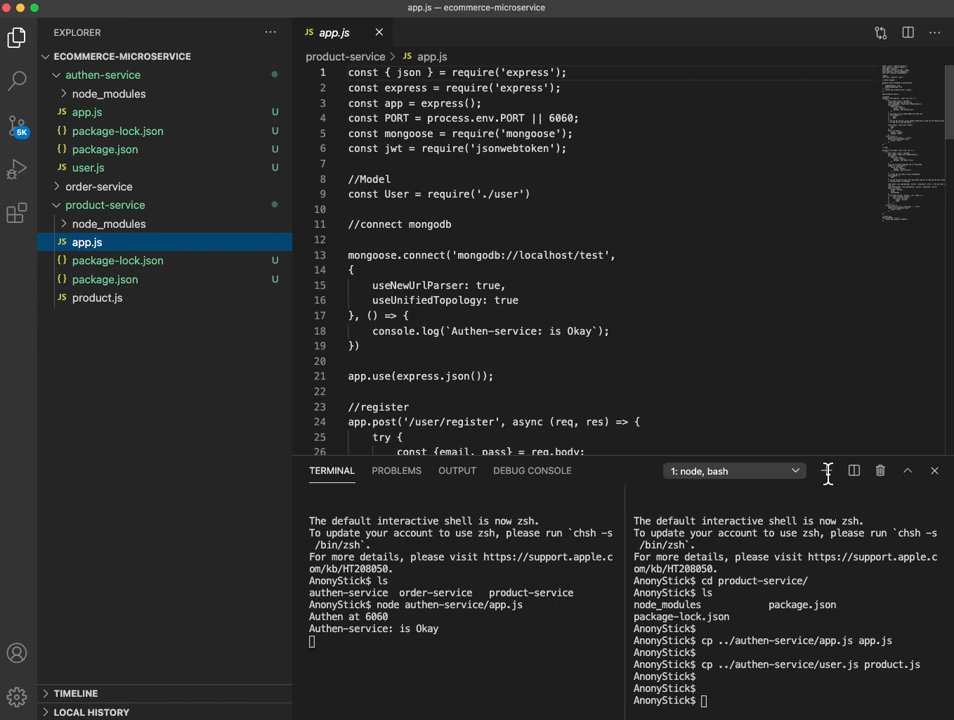 app.js — ecommerce-microservice
EXPLORER
ECOMMERCE-MICROSERVICE
authen-service
node_modules
JS app.js U
{} package-lock.json U
{} package.json U
JS user.js U
order-service
product-service
node_modules
JS app.js
{} package-lock.json U
{} package.json U
JS product.js
TIMELINE
LOCAL HISTORY
5K
JS app.js
product-service > JS app.js
1 const { json } = require('express');
2 const express = require('express');
3 const app = express();
4 const PORT = process.env.PORT || 6060;
5 const mongoose = require('mongoose');
6 const jwt = require('jsonwebtoken');
7
8 //Model
9 const User = require('./user')
10
11 //connect mongodb
12
13 mongoose.connect('mongodb://localhost/test',
14 {
15 useNewUrlParser: true,
16 useUnifiedTopology: true
17 }, () => {
18 console.log(`Authen-service: is Okay`);
19 })
20
21 app.use(express.json());
22
23 //register
24 app.post('/user/register', async (req, res) => {
25 try {
26 const {email, pass} = req.body;
TERMINAL PROBLEMS OUTPUT DEBUG CONSOLE
1: node, bash
The default interactive shell is now zsh.
To update your account to use zsh, please run `chsh -s
/bin/zsh`.
For more details, please visit https://support.apple.c
om/kb/HT208050.
AnonyStick$ ls
authen-service order-service product-service
AnonyStick$ node authen-service/app.js
Authen at 6060
Authen-service: is Okay
The default interactive shell is now zsh.
To update your account to use zsh, please run `chsh -s
/bin/zsh`.
For more details, please visit https://support.apple.c
om/kb/HT208050.
AnonyStick$ cd product-service/
AnonyStick$ ls
node_modules package.json
package-lock.json
AnonyStick$
AnonyStick$ cp ../authen-service/app.js app.js
AnonyStick$
AnonyStick$ cp ../authen-service/user.js product.js
AnonyStick$
AnonyStick$
AnonyStick$